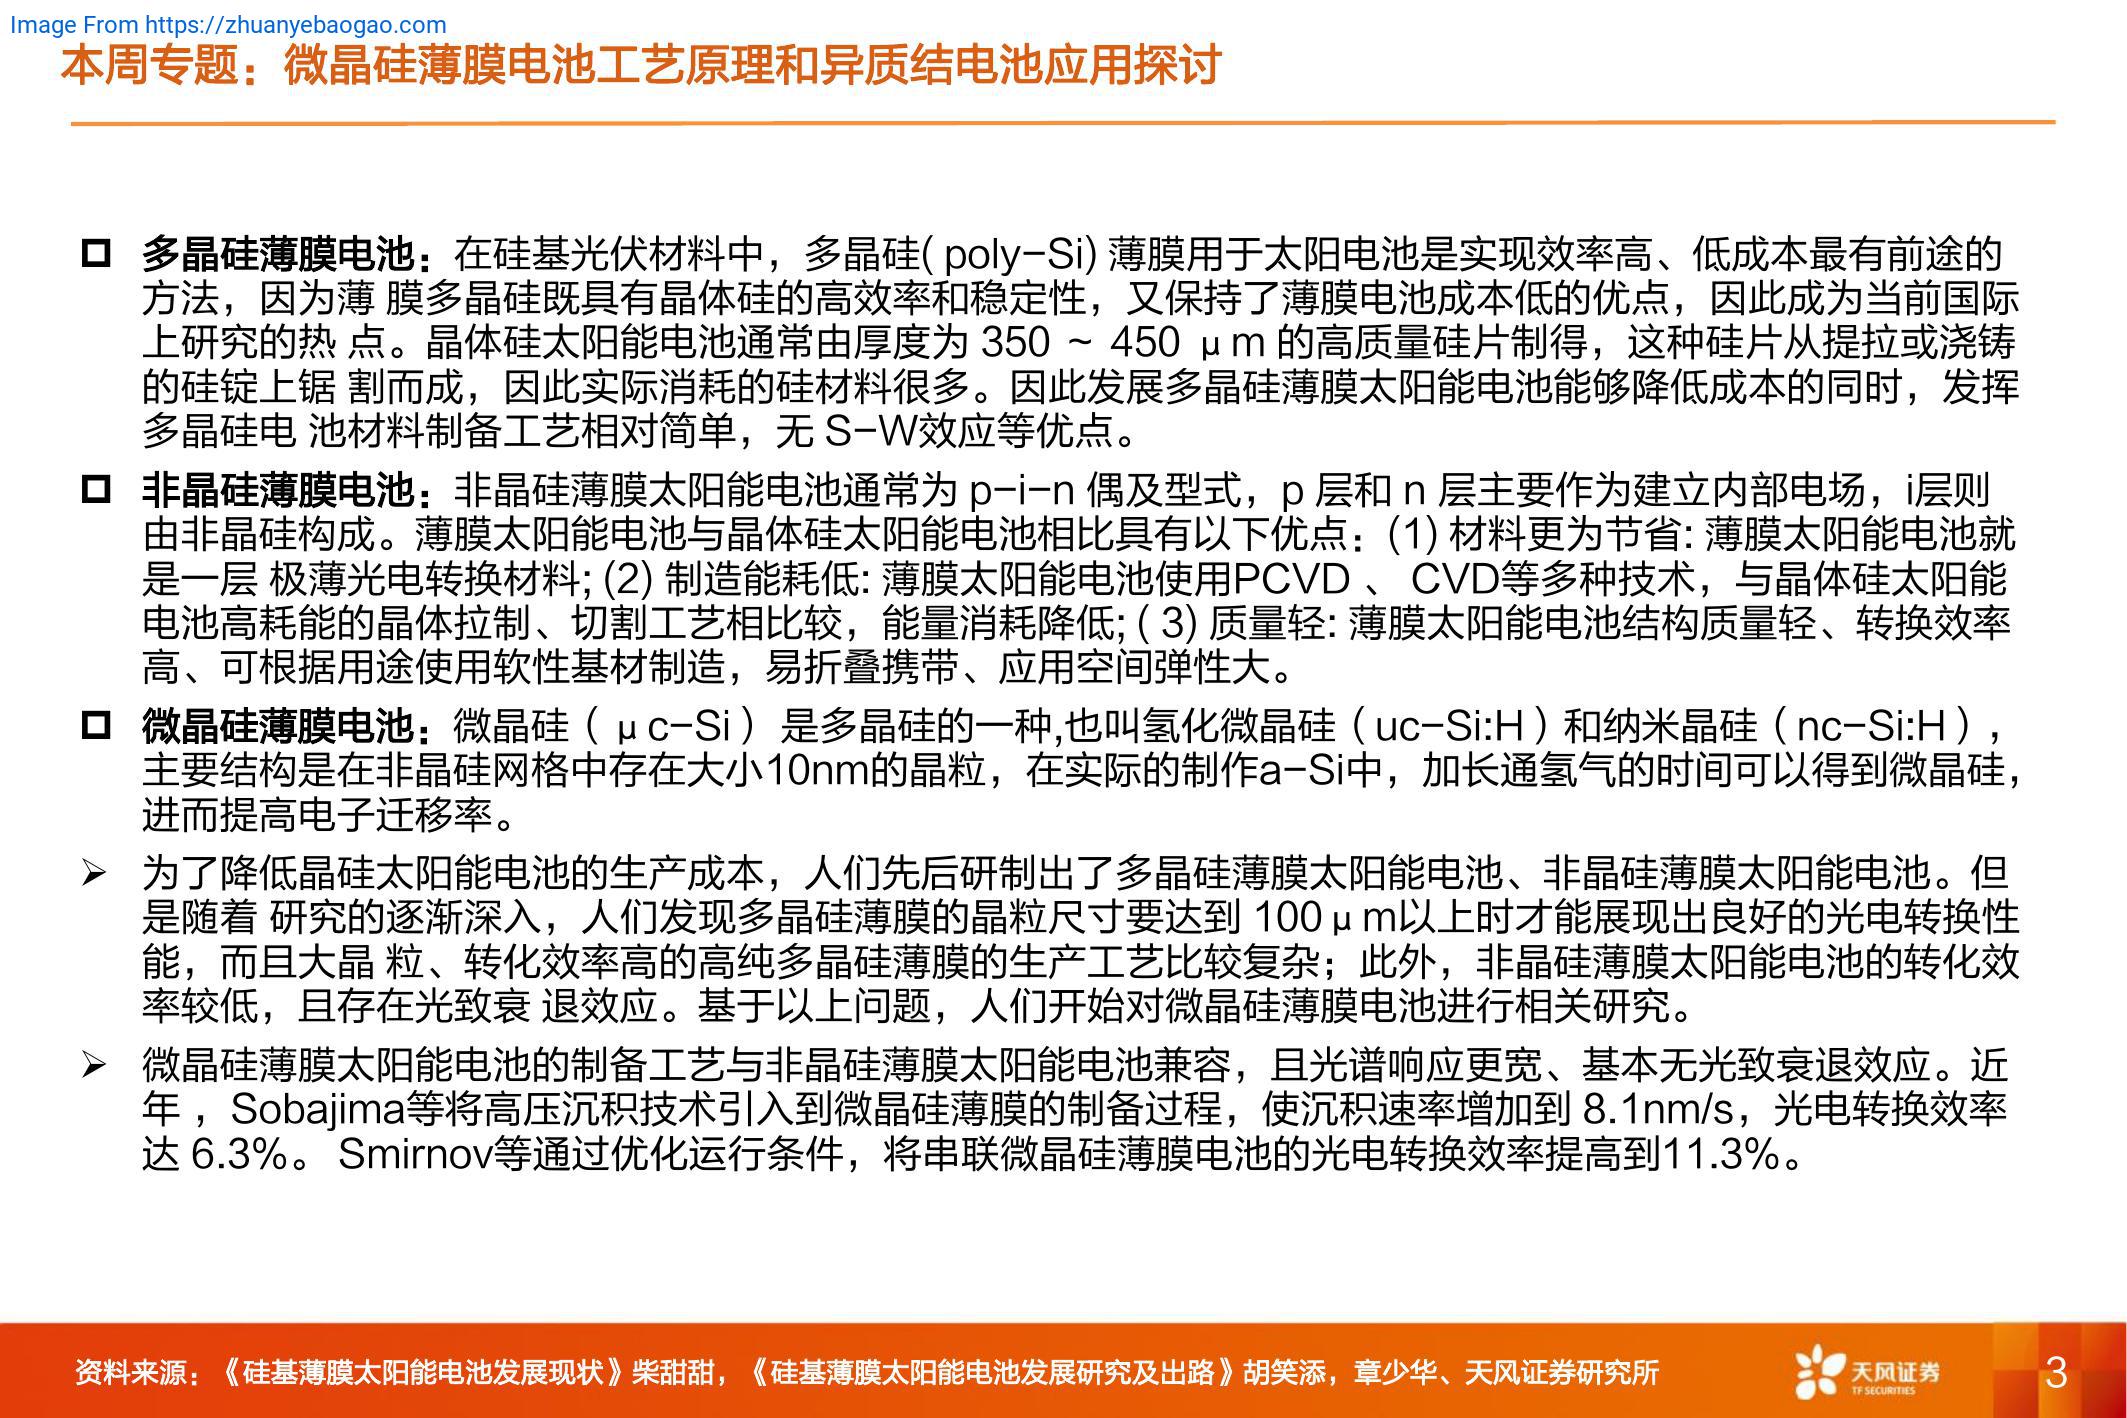 Image From https://zhuanyebaogao.com
本周专题：微晶硅薄膜电池工艺原理和异质结电池应用探讨
多晶硅薄膜电池：在硅基光伏材料中，多晶硅( poly-Si) 薄膜用于太阳电池是实现效率高、低成本最有前途的
方法，因为薄 膜多晶硅既具有晶体硅的高效率和稳定性，又保持了薄膜电池成本低的优点，因此成为当前国际
上研究的热 点。晶体硅太阳能电池通常由厚度为 350 ~ 450 μm 的高质量硅片制得，这种硅片从提拉或浇铸
的硅锭上锯 割而成，因此实际消耗的硅材料很多。因此发展多晶硅薄膜太阳能电池能够降低成本的同时，发挥
多晶硅电 池材料制备工艺相对简单，无 S-W效应等优点。
非晶硅薄膜电池：非晶硅薄膜太阳能电池通常为 p-i-n 偶及型式，p 层和 n 层主要作为建立内部电场，i层则
由非晶硅构成。薄膜太阳能电池与晶体硅太阳能电池相比具有以下优点：(1) 材料更为节省: 薄膜太阳能电池就
是一层 极薄光电转换材料; (2) 制造能耗低: 薄膜太阳能电池使用PCVD 、 CVD等多种技术，与晶体硅太阳能
电池高耗能的晶体拉制、切割工艺相比较，能量消耗降低; ( 3) 质量轻: 薄膜太阳能电池结构质量轻、转换效率
高、可根据用途使用软性基材制造，易折叠携带、应用空间弹性大。
微晶硅薄膜电池：微晶硅（ μc-Si ） 是多晶硅的一种,也叫氢化微晶硅（uc-Si:H）和纳米晶硅（nc-Si:H），
主要结构是在非晶硅网格中存在大小10nm的晶粒，在实际的制作a-Si中，加长通氢气的时间可以得到微晶硅，
进而提高电子迁移率。
为了降低晶硅太阳能电池的生产成本，人们先后研制出了多晶硅薄膜太阳能电池、非晶硅薄膜太阳能电池。但
是随着 研究的逐渐深入，人们发现多晶硅薄膜的晶粒尺寸要达到 100μm以上时才能展现出良好的光电转换性
能，而且大晶 粒、转化效率高的高纯多晶硅薄膜的生产工艺比较复杂；此外，非晶硅薄膜太阳能电池的转化效
率较低，且存在光致衰 退效应。基于以上问题，人们开始对微晶硅薄膜电池进行相关研究。
微晶硅薄膜太阳能电池的制备工艺与非晶硅薄膜太阳能电池兼容，且光谱响应更宽、基本无光致衰退效应。近
年 ，Sobajima等将高压沉积技术引入到微晶硅薄膜的制备过程，使沉积速率增加到 8.1nm/s，光电转换效率
达 6.3%。 Smirnov等通过优化运行条件，将串联微晶硅薄膜电池的光电转换效率提高到11.3%。
资料来源：《硅基薄膜太阳能电池发展现状》柴甜甜，《硅基薄膜太阳能电池发展研究及出路》胡笑添，章少华、天风证券研究所
天风证券
TF SECURITIES
3